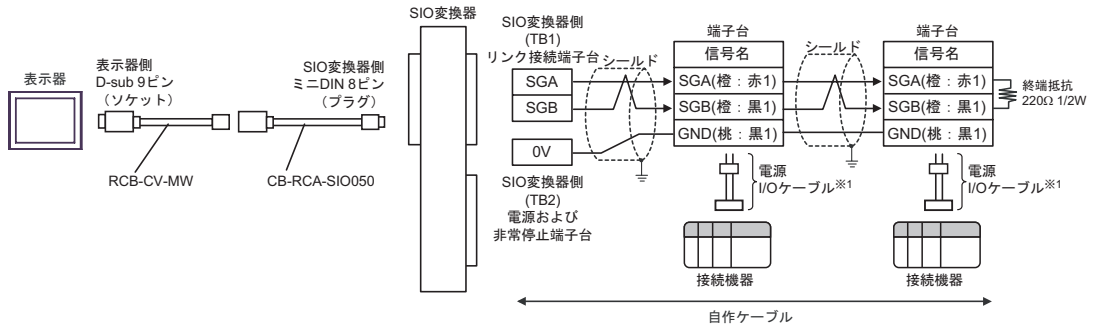 表示器
表示器側
D-sub 9ピン
（ソケット）
RCB-CV-MW
SIO変換器側
ミニDIN 8ピン
（プラグ）
CB-RCA-SIO050
SIO変換器
SIO変換器側
(TB1)
リンク接続端子台
SGA
SGB
0V
SIO変換器側
(TB2)
電源および
非常停止端子台
シールド
端子台
信号名
SGA(橙：赤1)
SGB(橙：黒1)
GND(桃：黒1)
電源
I/Oケーブル※1
接続機器
シールド
端子台
信号名
SGA(橙：赤1)
SGB(橙：黒1)
GND(桃：黒1)
終端抵抗
220Ω 1/2W
電源
I/Oケーブル※1
接続機器
自作ケーブル